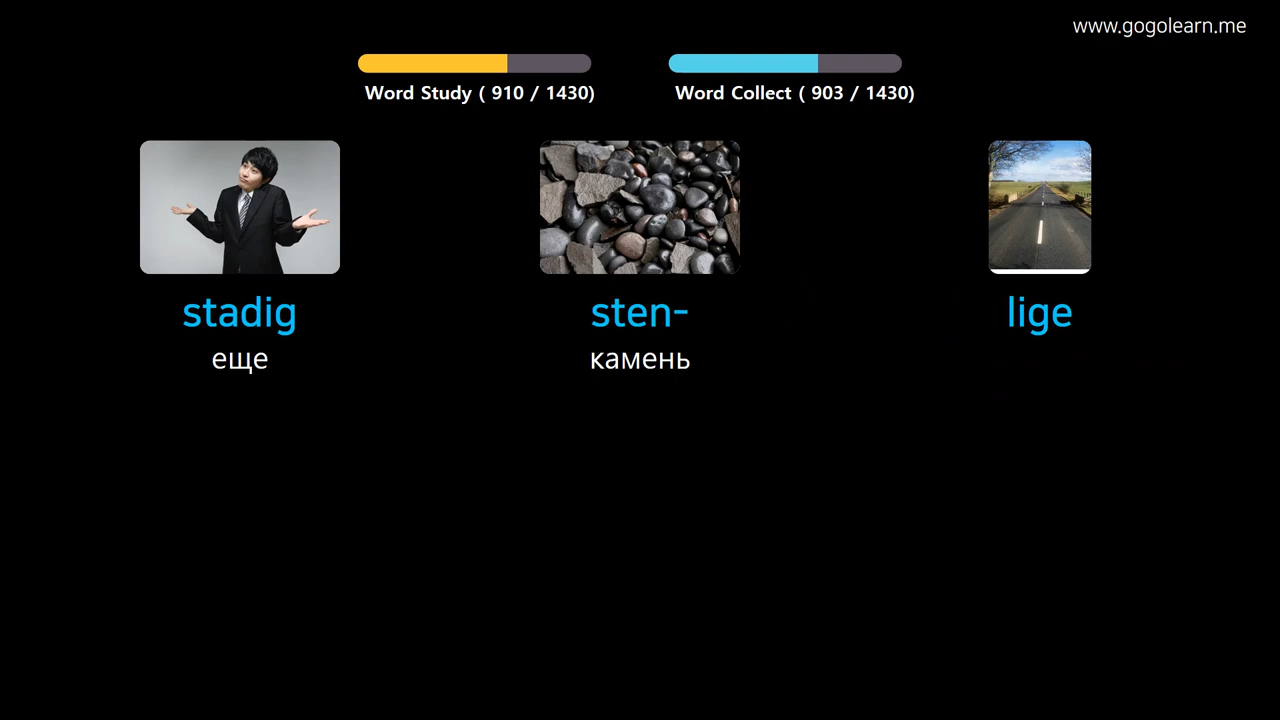 www.gogolearn.me
Word Study ( 910 / 1430)
Word Collect ( 903 / 1430)
stadig
sten-
lige
еще
камень